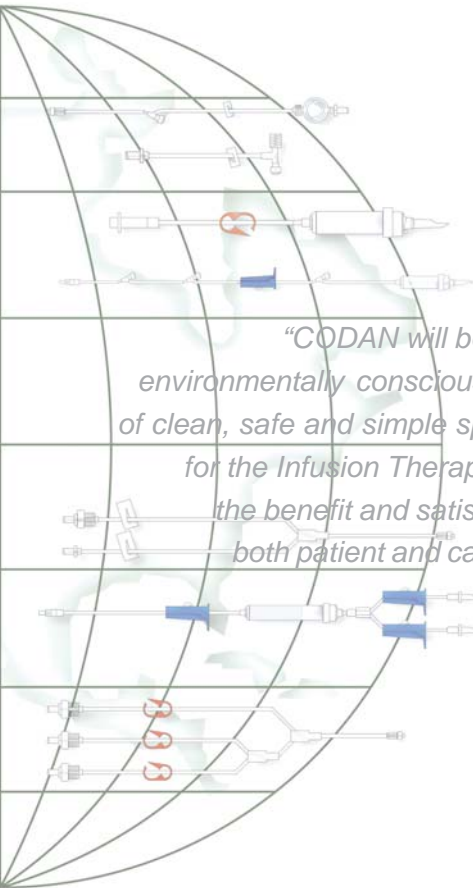 “CODAN will b
environmentally consciou
of clean, safe and simple s
for the Infusion Therap
the benefit and satis
both patient and ca